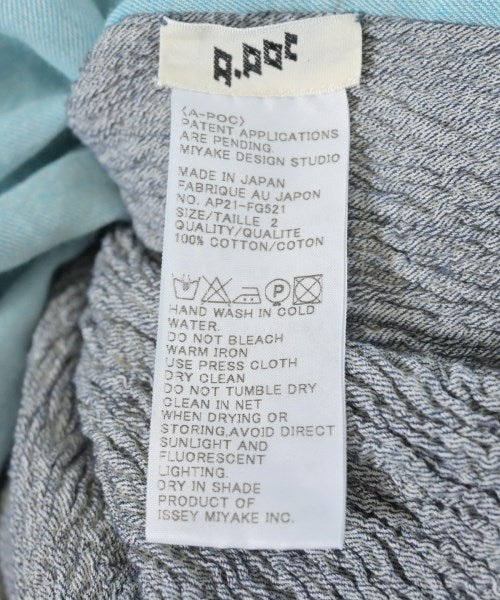 A.POC
<A-POC>
PATENT APPLICATIONS
ARE PENDING.
MIYAKE DESIGN STUDIO
MADE IN JAPAN
FABRIQUE AU JAPON
NO. AP21-FG521
SIZE/TAILLE 2
QUALITY/QUALITE
100% COTTON/COTON
P
HAND WASH IN COLD
WATER.
DO NOT BLEACH
WARM IRON
USE PRESS CLOTH
DRY CLEAN
DO NOT TUMBLE DRY
CLEAN IN NET
WHEN DRYING OR
STORING,AVOID DIRECT
SUNLIGHT AND
FLUORESCENT
LIGHTING.
DRY IN SHADE
PRODUCT OF
ISSEY MIYAKE INC.